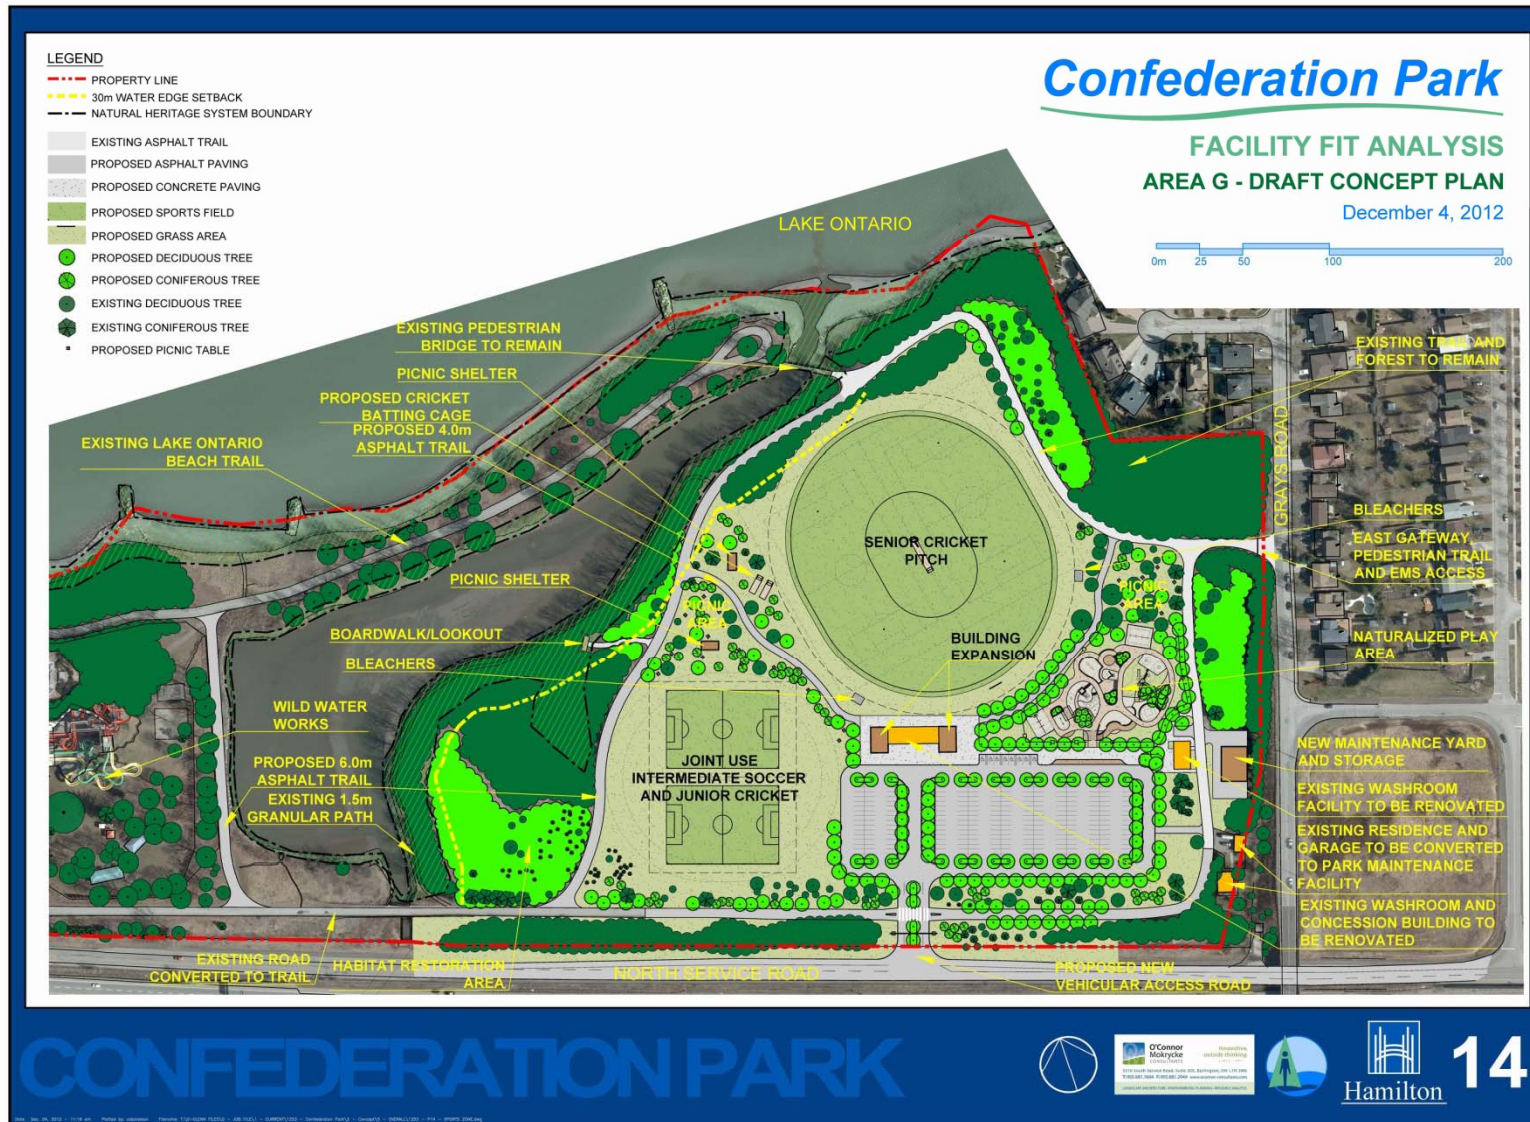 LEGEND
PROPERTY LINE
30m WATER EDGE SETBACK
NATURAL HERITAGE SYSTEM BOUNDARY
EXISTING ASPHALT TRAIL
PROPOSED ASPHALT PAVING
PROPOSED CONCRETE PAVING
PROPOSED SPORTS FIELD
PROPOSED GRASS AREA
PROPOSED DECIDUOUS TREE
PROPOSED CONIFEROUS TREE
EXISTING DECIDUOUS TREE
EXISTING CONIFEROUS TREE
PROPOSED PICNIC TABLE
Confederation Park
FACILITY FIT ANALYSIS
AREA G - DRAFT CONCEPT PLAN
December 4, 2012
0m 25 50 100 200
LAKE ONTARIO
EXISTING PEDESTRIAN
BRIDGE TO REMAIN
PICNIC SHELTER
PROPOSED CRICKET
BATTING CAGE
PROPOSED 4.0m
ASPHALT TRAIL
EXISTING LAKE ONTARIO
BEACH TRAIL
PICNIC SHELTER
BOARDWALK/LOOKOUT
BLEACHERS
WILD WATER
WORKS
PROPOSED 6.0m
ASPHALT TRAIL
EXISTING 1.5m
GRANULAR PATH
EXISTING ROAD
CONVERTED TO TRAIL
HABITAT RESTORATION
AREA
NORTH SERVICE ROAD
PROPOSED NEW
VEHICULAR ACCESS ROAD
SENIOR CRICKET
PITCH
PICNIC
AREA
PICNIC
AREA
BUILDING
EXPANSION
JOINT USE
INTERMEDIATE SOCCER
AND JUNIOR CRICKET
EXISTING TRAIL AND
FOREST TO REMAIN
GRAYS ROAD
BLEACHERS
EAST GATEWAY,
PEDESTRIAN TRAIL
AND EMS ACCESS
NATURALIZED PLAY
AREA
NEW MAINTENANCE YARD
AND STORAGE
EXISTING WASHROOM
FACILITY TO BE RENOVATED
EXISTING RESIDENCE AND
GARAGE TO BE CONVERTED
TO PARK MAINTENANCE
FACILITY
EXISTING WASHROOM AND
CONCESSION BUILDING TO
BE RENOVATED
CONFEDERATION PARK
O'Connor
Mokrycke
CONSULTANTS
Hamilton
14